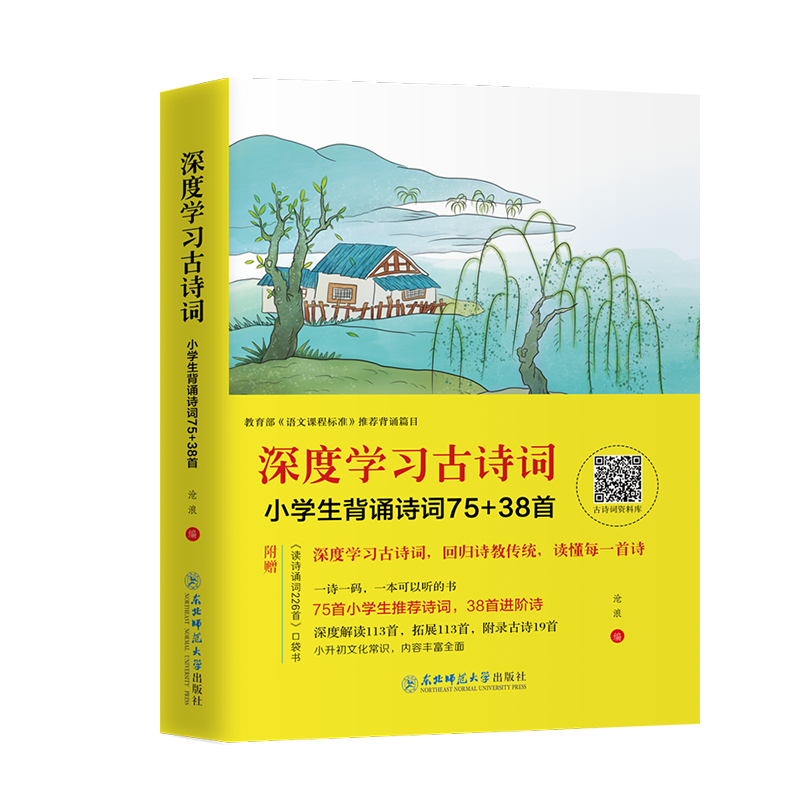 深度学习古诗词
小学生背诵诗词75+38首
沧浪 编
东北师范大学出版社
NORTHEAST NORMAL UNIVERSITY PRESS
教育部《语文课程标准》推荐背诵篇目
深度学习古诗词
小学生背诵诗词75+38首
古诗词资料库
附赠
《读诗诵词226首》口袋书
深度学习古诗词，回归诗教传统，读懂每一首诗
一诗一码，一本可以听的书
75首小学生推荐诗词，38首进阶诗
深度解读113首，拓展113首，附录古诗19首
小升初文化常识，内容丰富全面
沧浪 编
东北师范大学出版社
NORTHEAST NORMAL UNIVERSITY PRESS